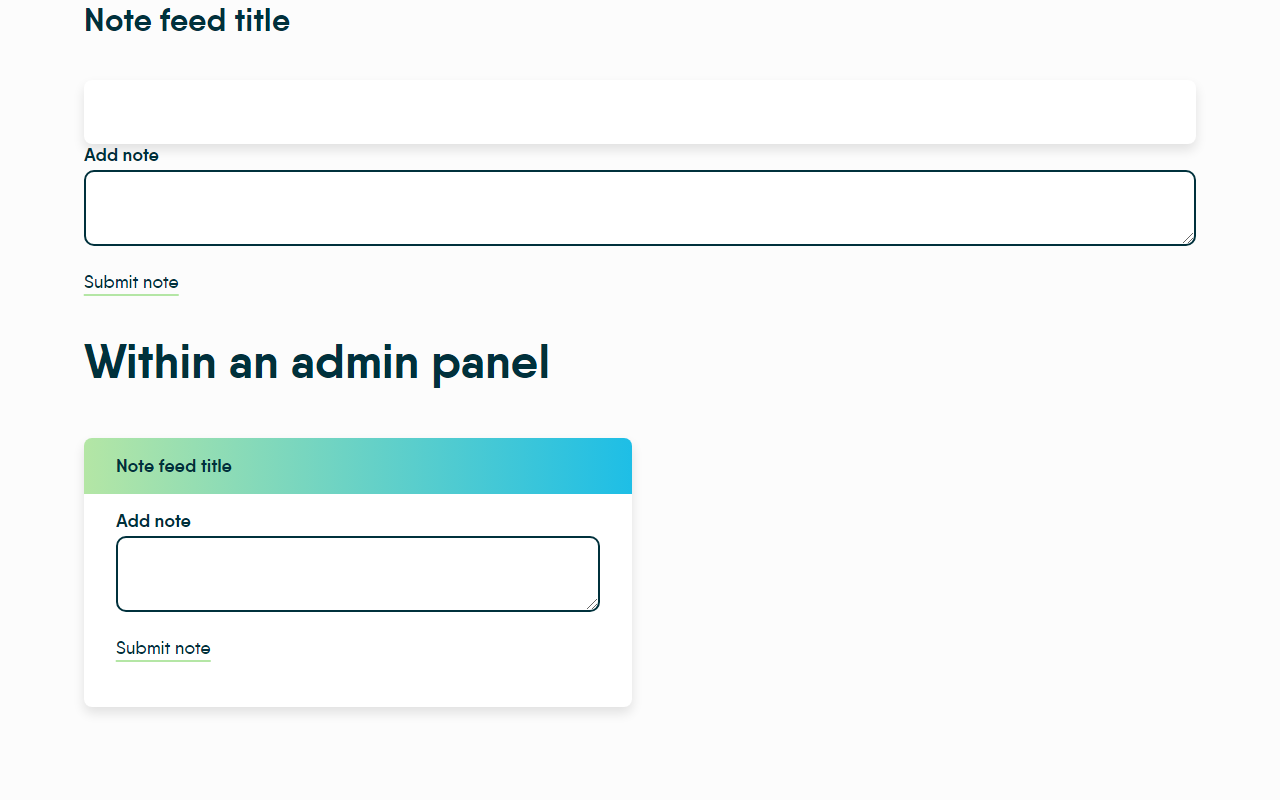 Note feed title
Add note
Submit note
Within an admin panel
Note feed title
Add note
Submit note